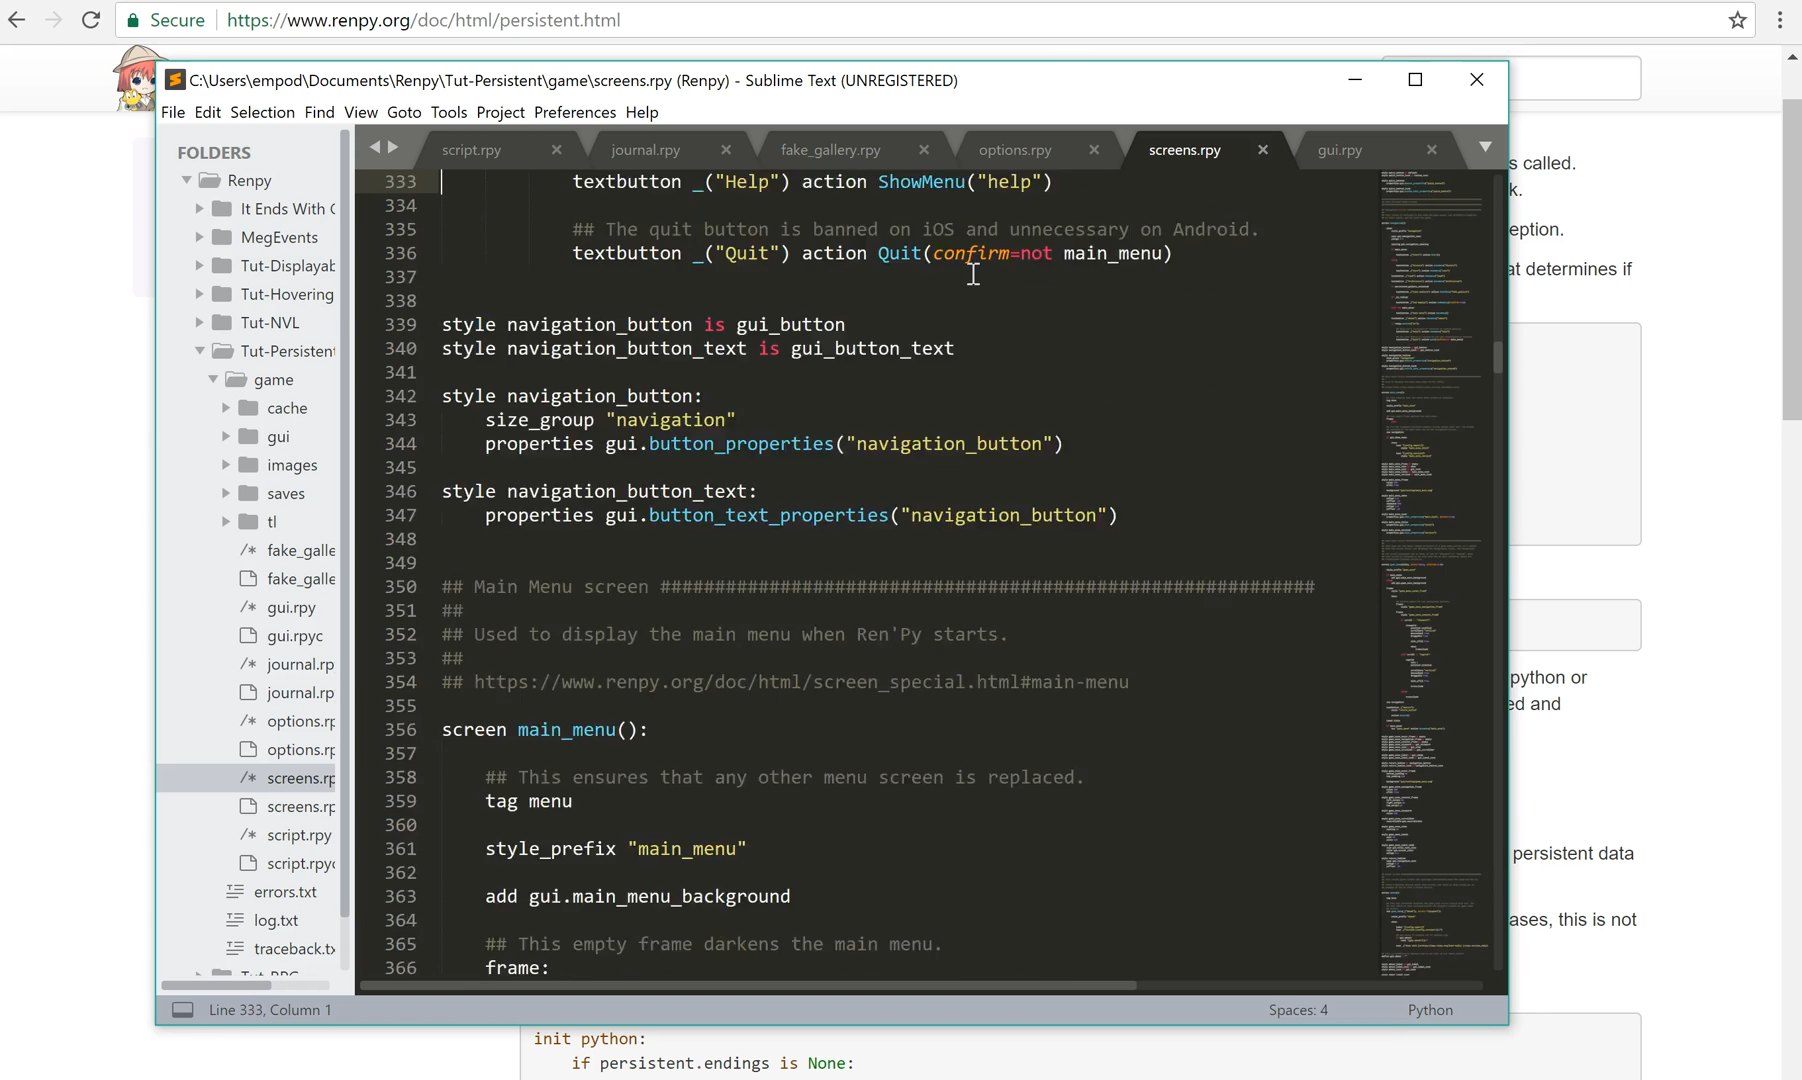 Secure https://www.renpy.org/doc/html/persistent.html
C:\Users\empod\Documents\Renpy\Tut-Persistent\game\screens.rpy (Renpy) - Sublime Text (UNREGISTERED)
File Edit Selection Find View Goto Tools Project Preferences Help
script.rpy journal.rpy fake_gallery.rpy options.rpy screens.rpy gui.rpy
FOLDERS
Renpy
It Ends With
MegEvents
Tut-Displayab
Tut-Hovering
Tut-NVL
Tut-Persistent
game
cache
gui
images
saves
tl
/* fake_galle
fake_galle
/* gui.rpy
gui.rpyc
/* journal.rp
journal.rp
/* options.rp
options.rp
/* screens.rp
screens.rp
/* script.rpy
script.rpyc
errors.txt
log.txt
traceback.tx
333 textbutton _("Help") action ShowMenu("help")
334
335 ## The quit button is banned on iOS and unnecessary on Android.
336 textbutton _("Quit") action Quit(confirm=not main_menu)
337
338
339 style navigation_button is gui_button
340 style navigation_button_text is gui_button_text
341
342 style navigation_button:
343 size_group "navigation"
344 properties gui.button_properties("navigation_button")
345
346 style navigation_button_text:
347 properties gui.button_text_properties("navigation_button")
348
349
350 ## Main Menu screen ############################################################
351 ##
352 ## Used to display the main menu when Ren'Py starts.
353 ##
354 ## https://www.renpy.org/doc/html/screen_special.html#main-menu
355
356 screen main_menu():
357
358 ## This ensures that any other menu screen is replaced.
359 tag menu
360
361 style_prefix "main_menu"
362
363 add gui.main_menu_background
364
365 ## This empty frame darkens the main menu.
366 frame:
Line 333, Column 1 Spaces: 4 Python
s called.
k.
eption.
at determines if
python or
ed and
persistent data
ases, this is not
init python:
if persistent.endings is None: